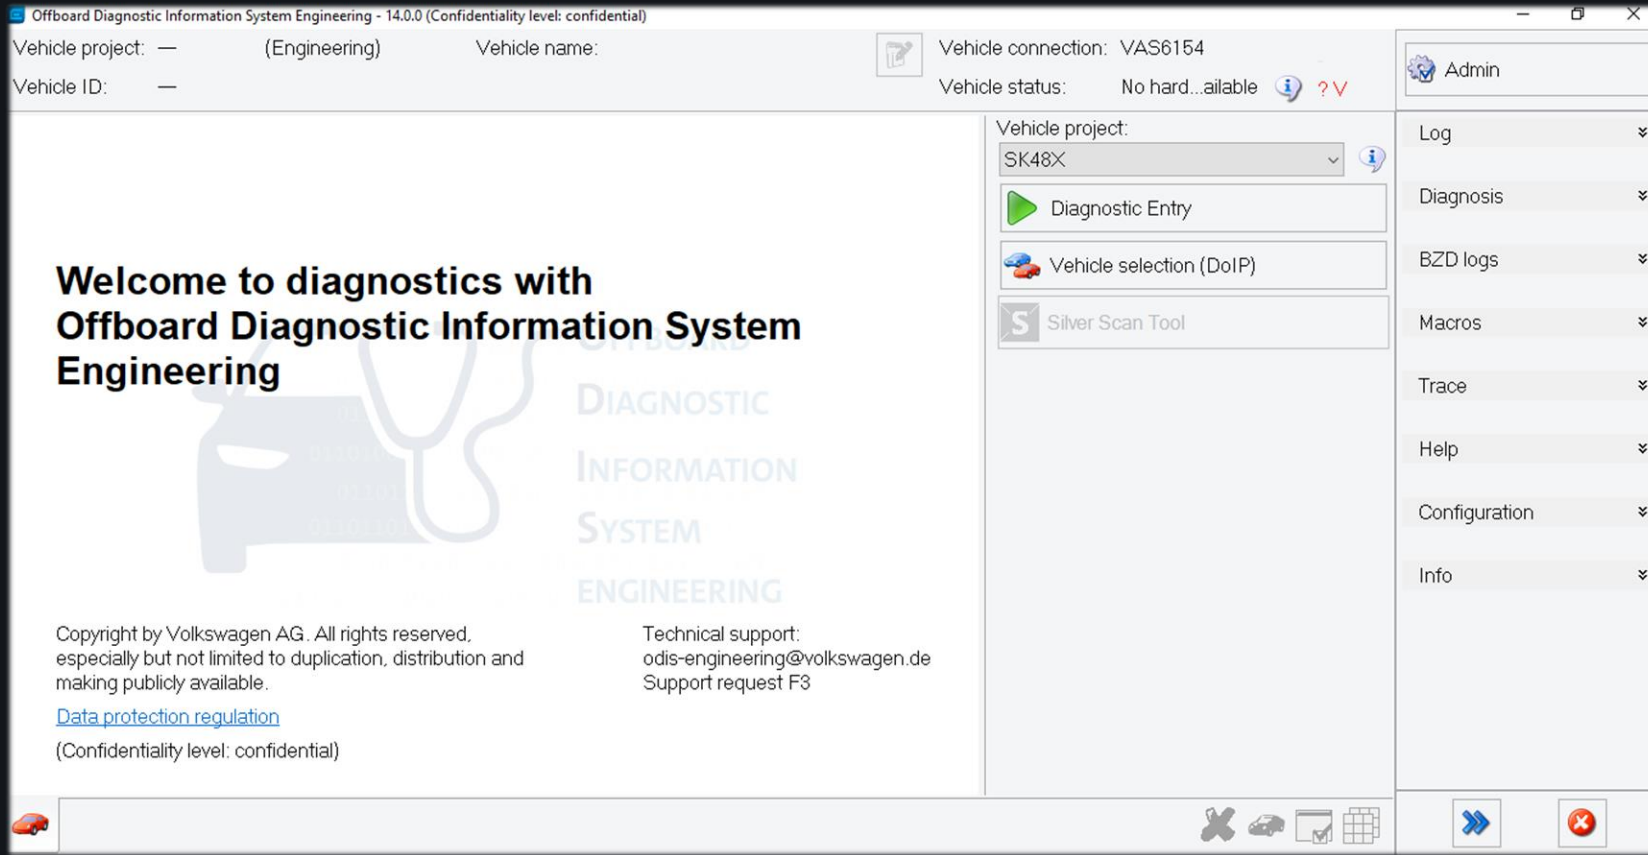 Offboard Diagnostic Information System Engineering - 14.0.0 (Confidentiality level: confidential)
Vehicle project: — (Engineering) Vehicle name:
Vehicle ID: —
Vehicle connection: VAS6154
Vehicle status: No hard...ailable ? V
Admin
Welcome to diagnostics with
Offboard Diagnostic Information System
Engineering
DIAGNOSTIC
INFORMATION
SYSTEM
ENGINEERING
Copyright by Volkswagen AG. All rights reserved,
especially but not limited to duplication, distribution and
making publicly available.
Data protection regulation
(Confidentiality level: confidential)
Technical support:
odis-engineering@volkswagen.de
Support request F3
Vehicle project:
SK48X
Diagnostic Entry
Vehicle selection (DoIP)
S Silver Scan Tool
Log
Diagnosis
BZD logs
Macros
Trace
Help
Configuration
Info